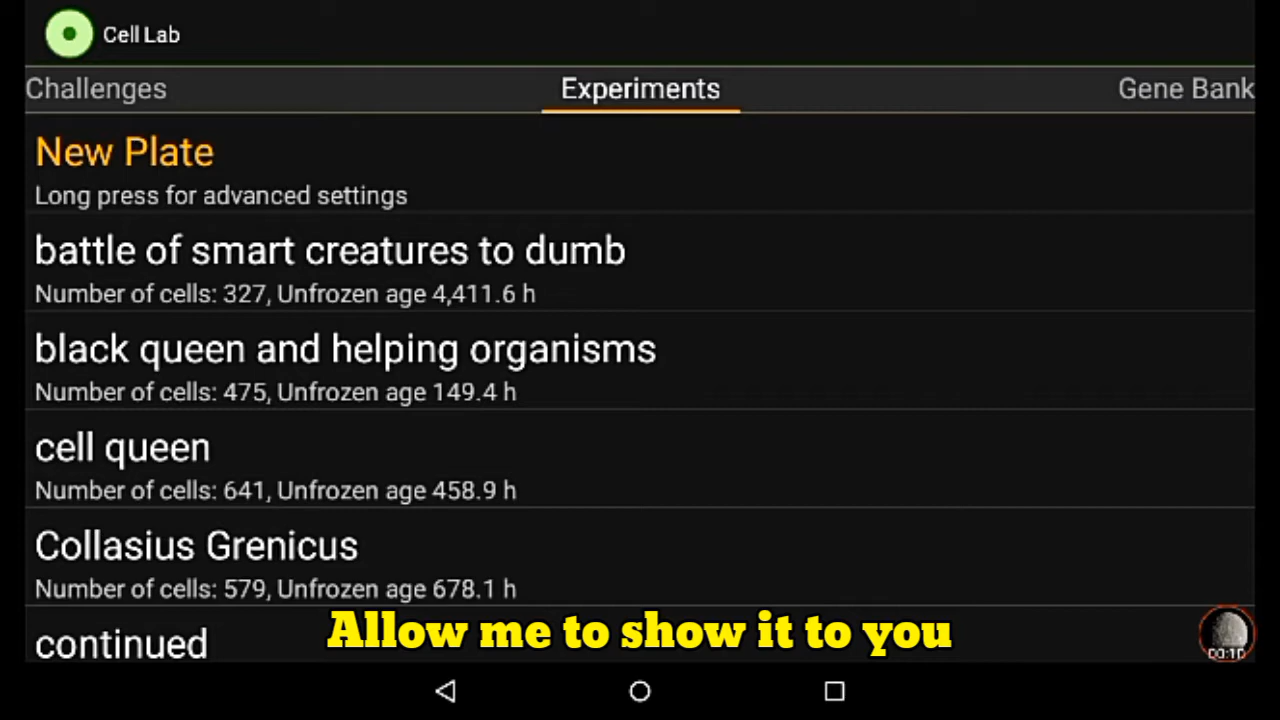 Cell Lab
Challenges Experiments Gene Bank
New Plate
Long press for advanced settings
battle of smart creatures to dumb
Number of cells: 327, Unfrozen age 4,411.6 h
black queen and helping organisms
Number of cells: 475, Unfrozen age 149.4 h
cell queen
Number of cells: 641, Unfrozen age 458.9 h
Collasius Grenicus
Number of cells: 579, Unfrozen age 678.1 h
continued
Allow me to show it to you
00:10